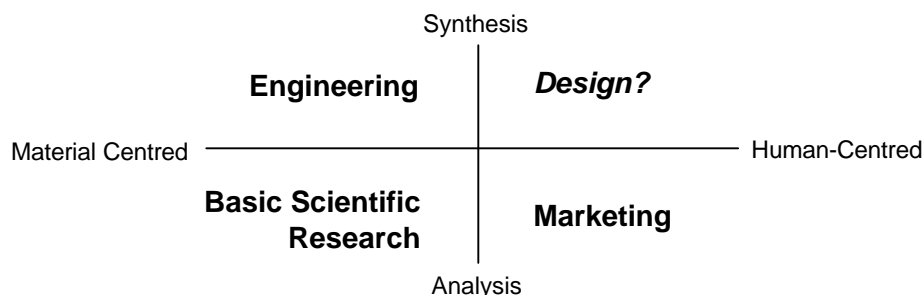 Synthesis
Engineering
Design?
Material Centred
Human-Centred
Basic Scientific
Research
Marketing
Analysis